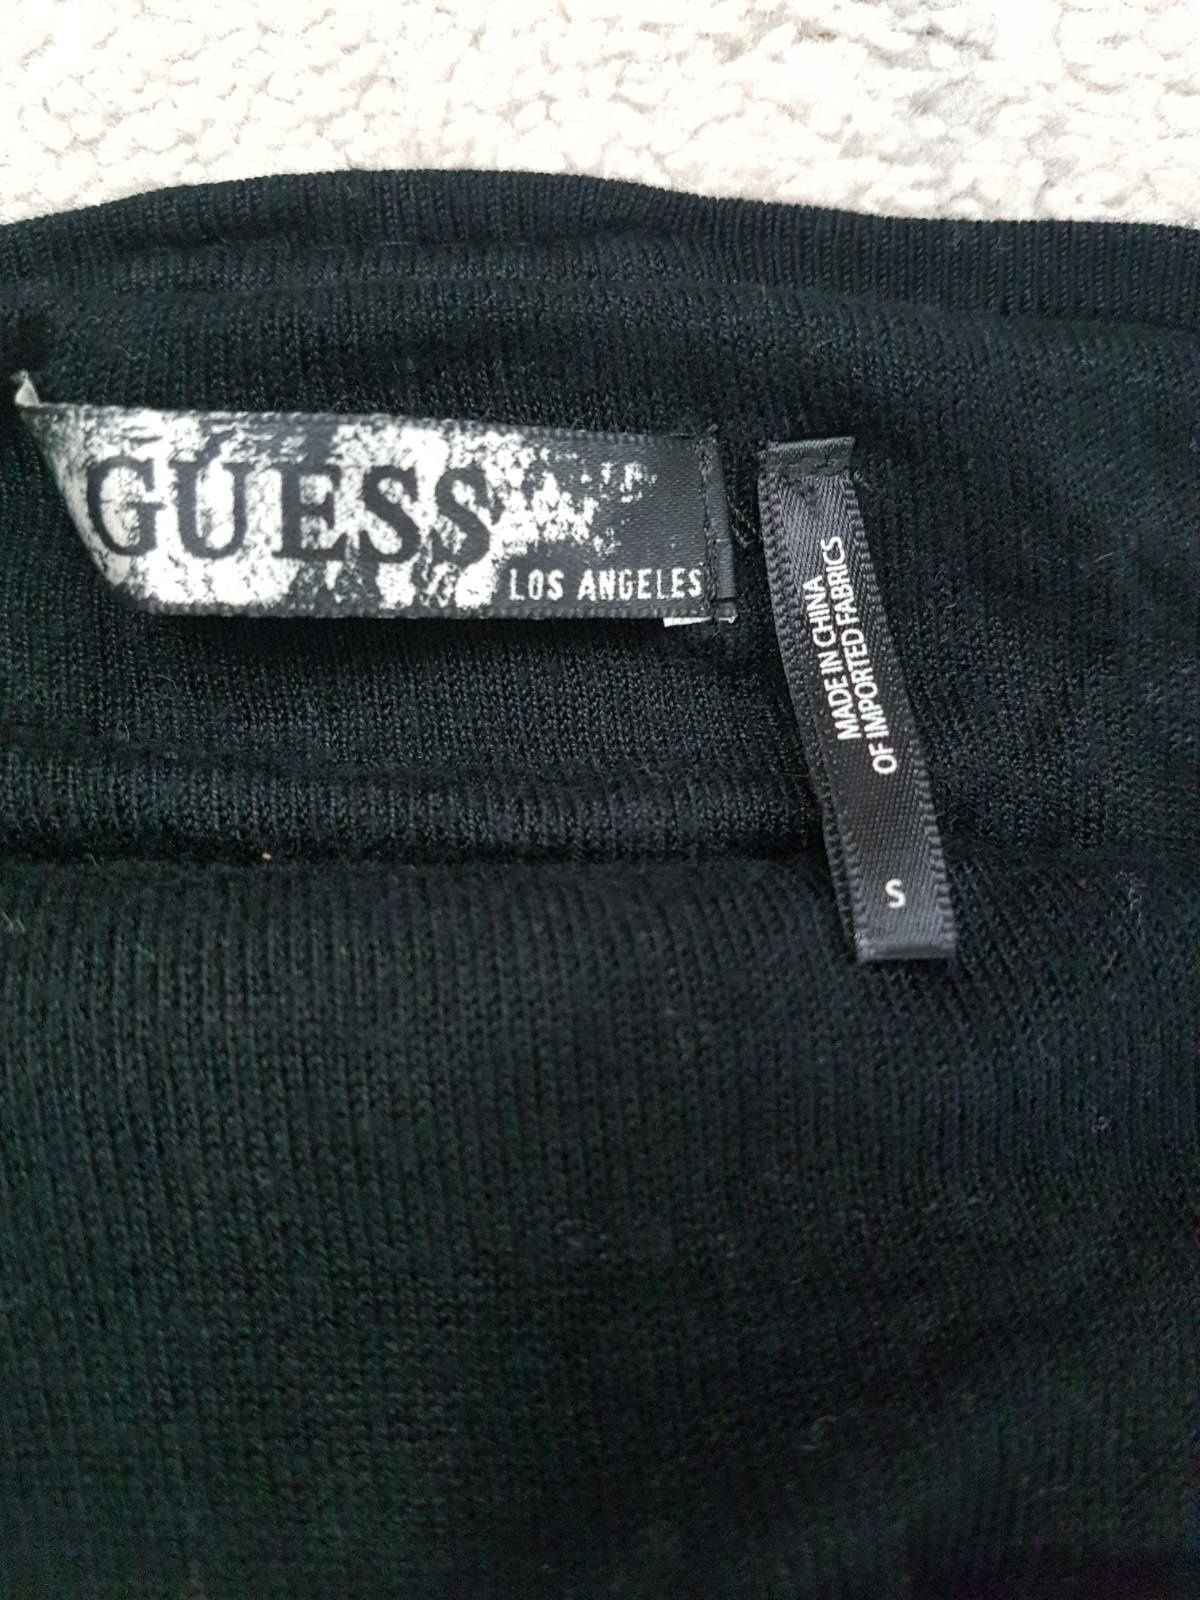 GUESS
LOS ANGELES
MADE IN CHINA
OF IMPORTED FABRICS
S